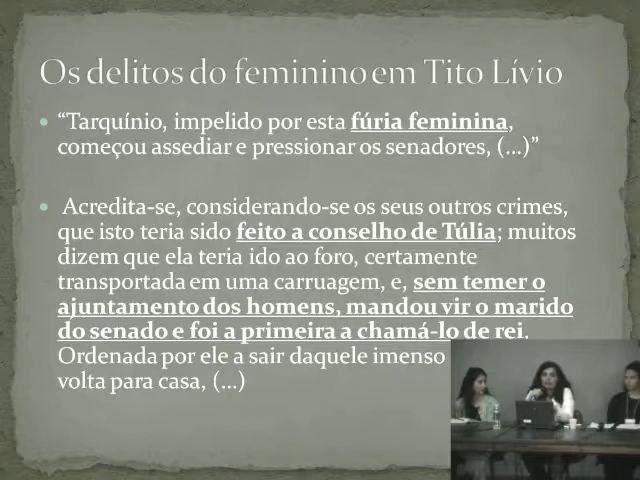 Os delitos do feminino em Tito Lívio
“Tarquínio, impelido por esta fúria feminina,
começou assediar e pressionar os senadores, (...)”
Acredita-se, considerando-se os seus outros crimes,
que isto teria sido feito a conselho de Túlia; muitos
dizem que ela teria ido ao foro, certamente
transportada em uma carruagem, e, sem temer o
ajuntamento dos homens, mandou vir o marido
do senado e foi a primeira a chamá-lo de rei.
Ordenada por ele a sair daquele imenso
volta para casa, (...)